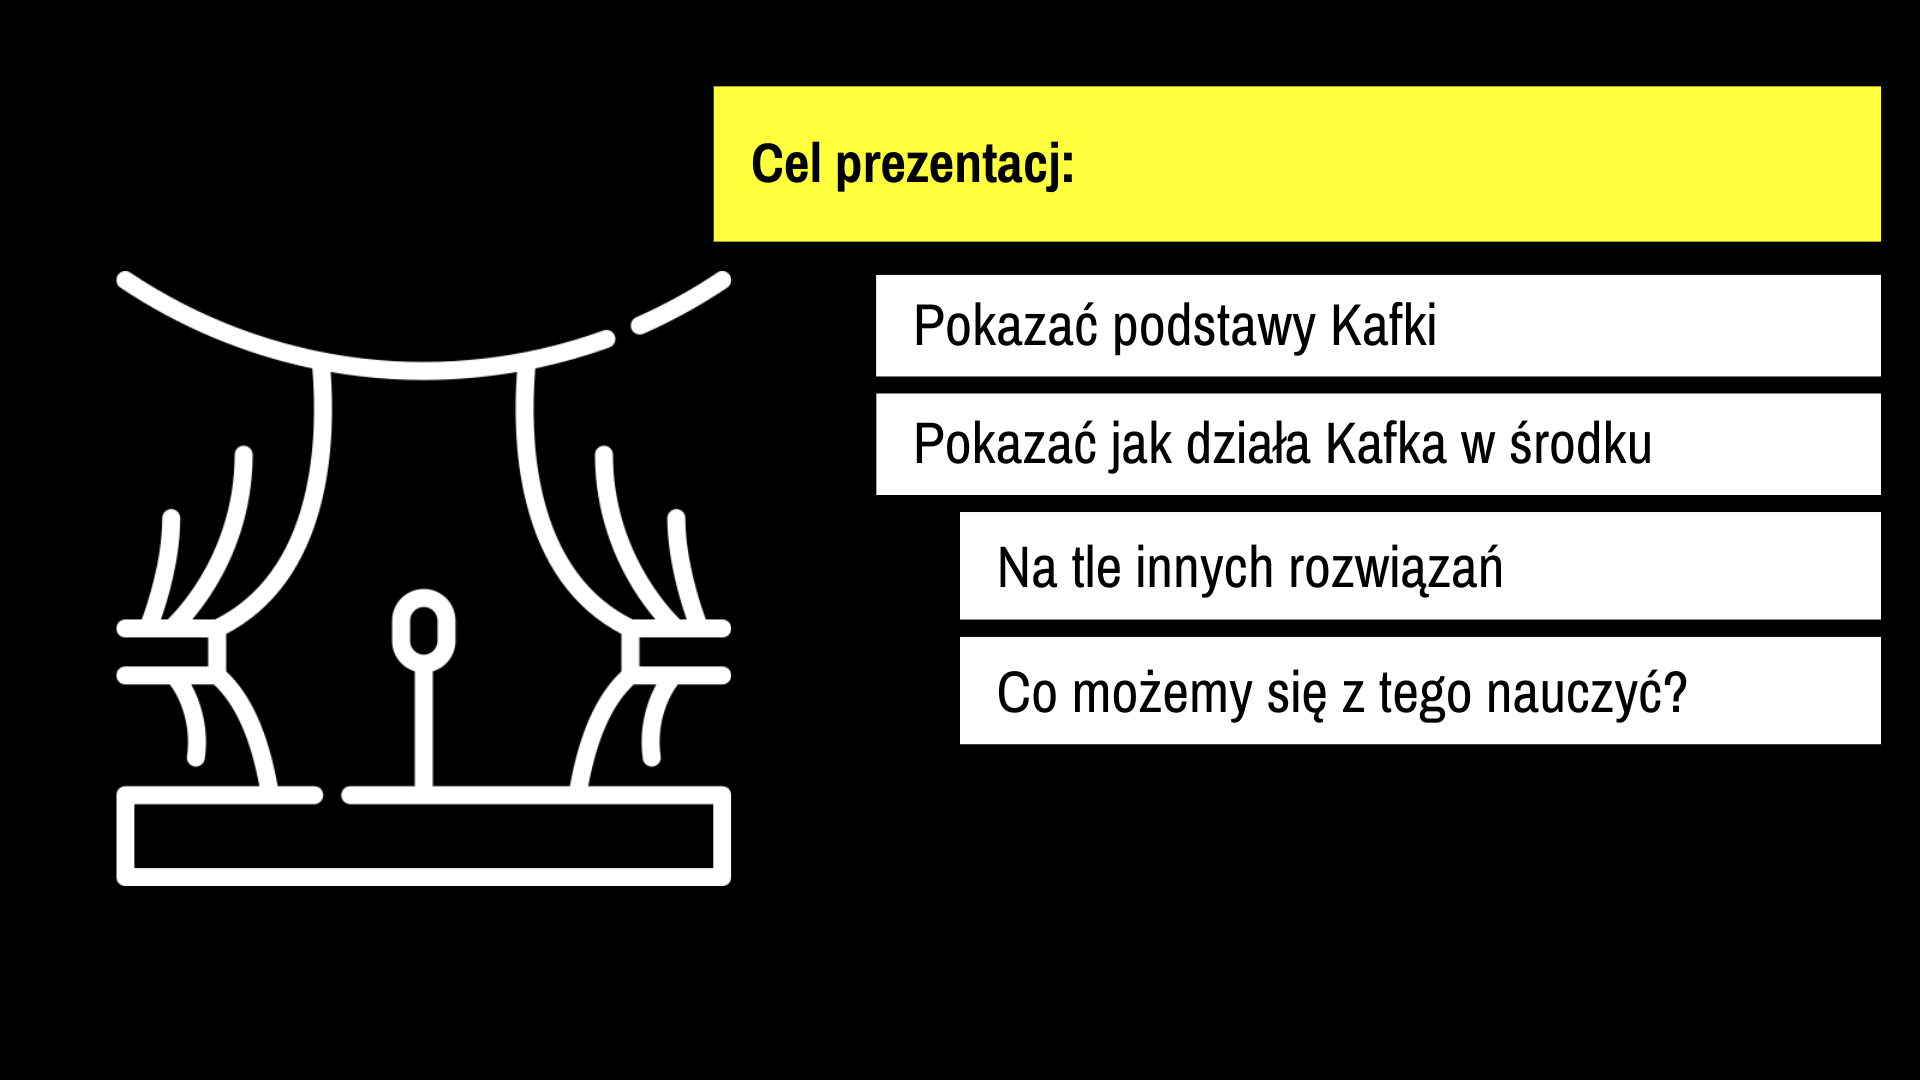 Cel prezentacj:
Pokazać podstawy Kafki
Pokazać jak działa Kafka w środku
Na tle innych rozwiązań
Co możemy się z tego nauczyć?